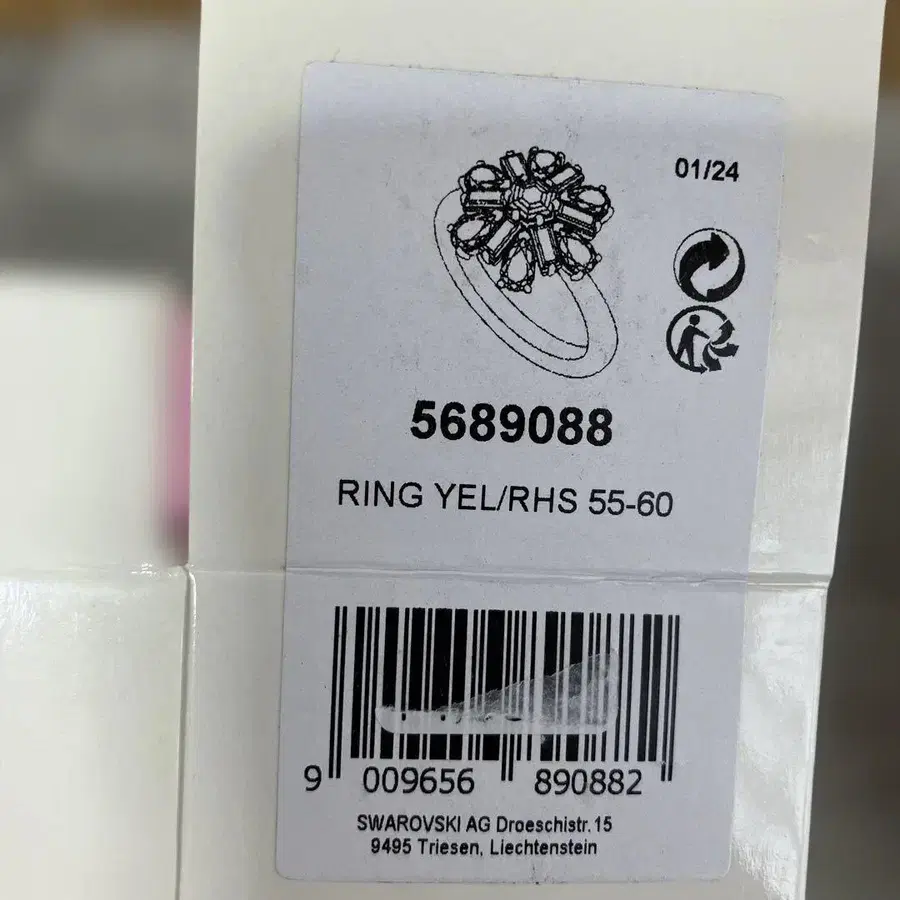 01/24
5689088
RING YEL/RHS 55-60
9 009656 890882
SWAROVSKI AG Droeschistr.15
9495 Triesen, Liechtenstein